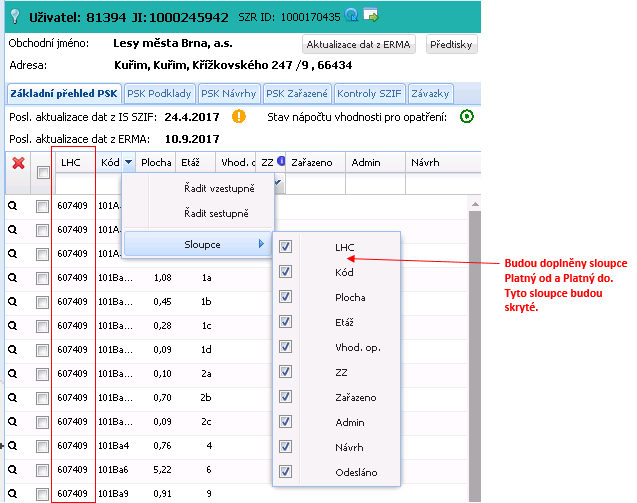 Uživatel: 81394 JI:1000245942 SZR ID: 1000170435
Obchodní jméno: Lesy města Brna, a.s. Aktualizace dat z ERMA Předtisky
Adresa: Kuřim, Kuřim, Křížkovského 247 /9 , 66434
Základní přehled PSK PSK Podklady PSK Návrhy PSK Zařazené Kontroly SZIF Závazky
Posl. aktualizace dat z IS SZIF: 24.4.2017 Stav nápočtu vhodnosti pro opatření:
Posl. aktualizace dat z ERMA: 10.9.2017
LHC Kód Plocha Etáž Vhod. o ZZ Zařazeno Admin Návrh
Řadit vzestupně
607409 101A
Řadit sestupně
607409 101A
Sloupce
607409 101A
LHC
Kód
Plocha
Etáž
Vhod. op.
ZZ
Zařazeno
Admin
Návrh
Odesláno
Budou doplněny sloupce
Platný od a Platný do.
Tyto sloupce budou
skryté.
607409 101Ba... 1,08 1a
607409 101Ba... 0,45 1b
607409 101Ba... 0,28 1c
607409 101Ba... 0,09 1d
607409 101Ba... 0,10 2a
607409 101Ba... 0,70 2b
607409 101Ba... 0,09 2c
607409 101Ba4 0,76 4
607409 101Ba6 5,22 6
607409 101Ba9 0,91 9